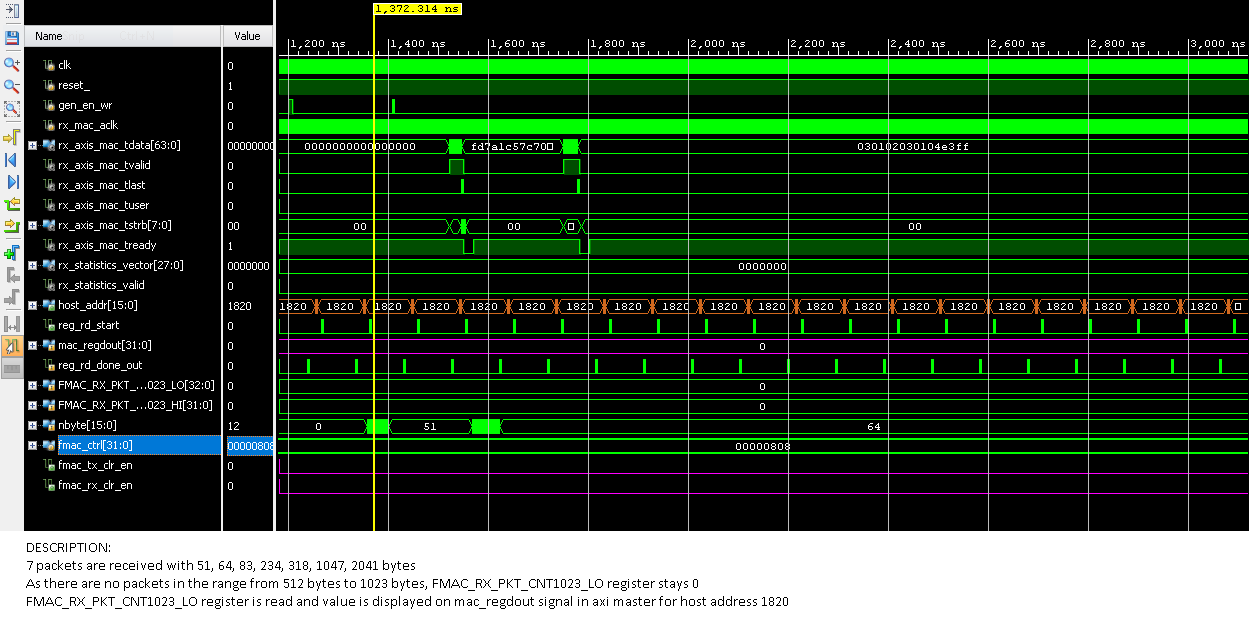 1,372.314 ns
Name Value
1,200 ns 1,400 ns 1,600 ns 1,800 ns 2,000 ns 2,200 ns 2,400 ns 2,600 ns 2,800 ns 3,000 ns
clk 0
reset_ 1
gen_en_wr 0
rx_mac_aclk 0
rx_axis_mac_tdata[63:0] 00000000 0000000000000000 fd7a1c57c70 030102030104e3ff
rx_axis_mac_tvalid 0
rx_axis_mac_tlast 0
rx_axis_mac_tuser 0
rx_axis_mac_tstrb[7:0] 00 00 00 00
rx_axis_mac_tready 1
rx_statistics_vector[27:0] 0000000 0000000
rx_statistics_valid 0
host_addr[15:0] 1820 1820 1820 1820 1820 1820 1820 1820 1820 1820 1820 1820 1820 1820 1820 1820 1820 1820 1820 1820 1820
reg_rd_start 0
mac_regdout[31:0] 0 0
reg_rd_done_out 0
FMAC_RX_PKT_...023_LO[32:0] 0 0
FMAC_RX_PKT_...023_HI[31:0] 0 0
nbyte[15:0] 12 0 51 64
fmac_ctrl[31:0] 00000808 00000808
fmac_tx_clr_en 0
fmac_rx_clr_en 0
DESCRIPTION:
7 packets are received with 51, 64, 83, 234, 318, 1047, 2041 bytes
As there are no packets in the range from 512 bytes to 1023 bytes, FMAC_RX_PKT_CNT1023_LO register stays 0
FMAC_RX_PKT_CNT1023_LO register is read and value is displayed on mac_regdout signal in axi master for host address 1820